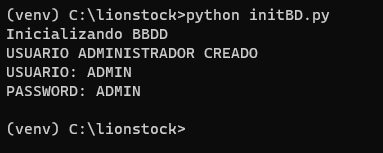 (venv) C:\lionstock>python initBD.py
Inicializando BBDD
USUARIO ADMINISTRADOR CREADO
USUARIO: ADMIN
PASSWORD: ADMIN
(venv) C:\lionstock>